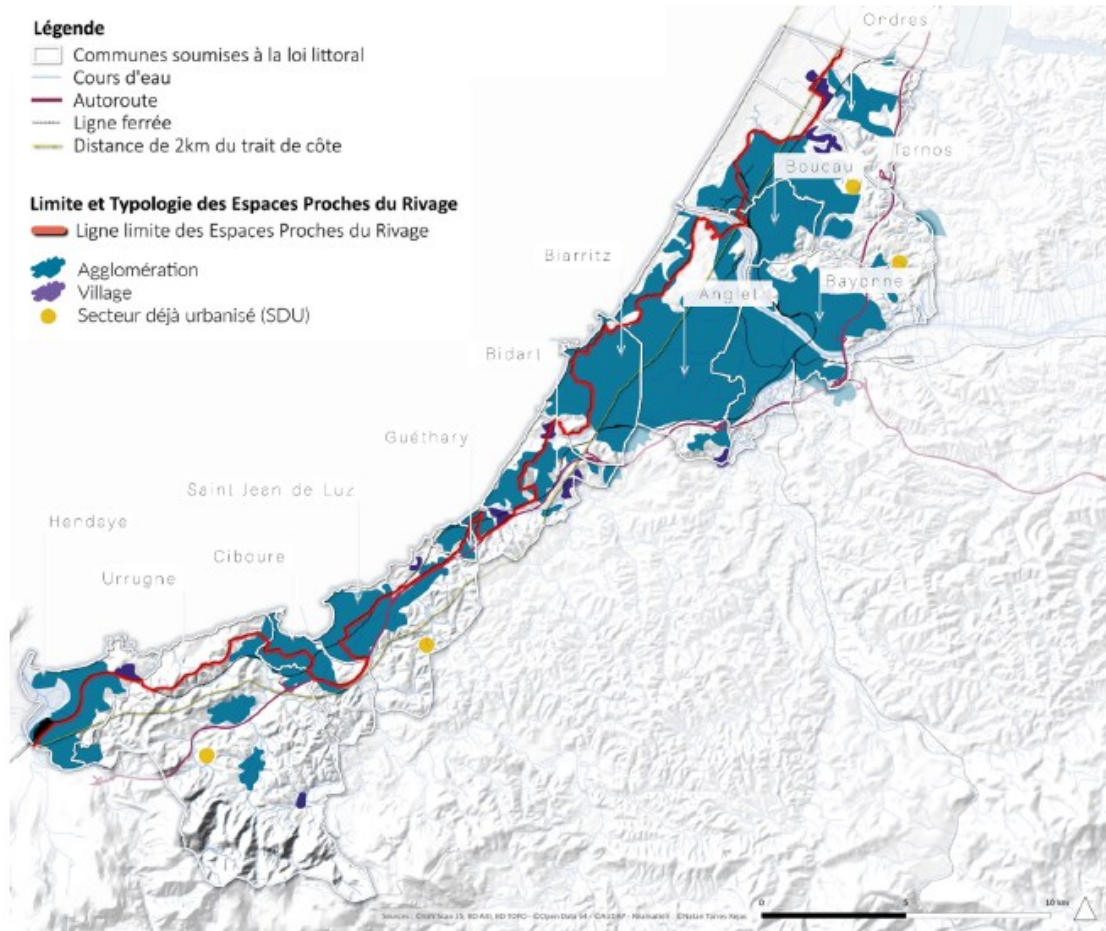 Légende
Communes soumises à la loi littoral
Cours d'eau
Autoroute
Ligne ferrée
Distance de 2km du trait de côte
Limite et Typologie des Espaces Proches du Rivage
Ligne limite des Espaces Proches du Rivage
Agglomération
Village
Secteur déjà urbanisé (SDU)
Ondres
Tarnos
Boucau
Biarritz
Bayonne
Anglet
Bidart
Guéthary
Saint Jean de Luz
Hendaye
Ciboure
Urrugne
0 5 10 km